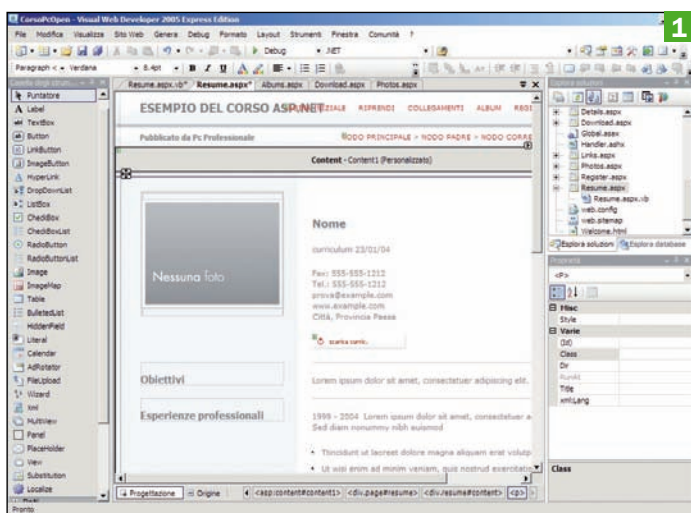 CorsoPcOpen - Visual Web Developer 2005 Express Edition
1
File Modifica Visualizza Sito Web Genera Debug Formato Layout Strumenti Finestra Comunità ?
Debug .NET
Paragraph < Verdana 8.4pt B I U
Resume.aspx.vb* Resume.aspx* Albums.aspx Download.aspx Photos.aspx
Puntatore
Label
TextBox
Button
LinkButton
ImageButton
HyperLink
DropDownList
ListBox
CheckBox
CheckBoxList
RadioButton
RadioButtonList
Image
ImageMap
Table
BulletedList
HiddenField
Literal
Calendar
AdRotator
FileUpload
Wizard
Xml
MultiView
Panel
PlaceHolder
View
Substitution
Localize
ESEMPIO DEL CORSO ASP.NET
RIPRENDI COLLEGAMENTI ALBUM REGI
Pubblicato da Pc Professionale
NODO PRINCIPALE > NODO PADRE > NODO CORRE
Content - Content1 (Personalizzato)
Nessuna foto
Nome
curriculum 23/01/04
Fax: 555-555-1212
Tel.: 555-555-1212
prova@example.com
www.example.com
Città, Provincia Paese
scarica curric.
Obiettivi
Lorem ipsum dolor sit amet, consectetuer adipiscing elit.
Esperienze professionali
1999 - 2004 Lorem ipsum dolor sit amet, consectetuer a
Sed diam nonummy nibh euismod
Tincidunt ut lacreet dolore magna aliquam erat volutp
Ut wisi enim ad minim veniam, quis nostrud exercitatio
Progettazione Origine <asp:content#content1> <div.page#resume> <div.resume#content> <p>
Esplora soluzioni
Details.aspx
Download.aspx
Global.asax
Handler.ashx
Links.aspx
Photos.aspx
Register.aspx
Resume.aspx
Resume.aspx.vb
web.config
web.sitemap
Welcome.html
Esplora soluzioni Esplora database
Proprietà
<P>
Misc
Style
Varie
(Id)
Class
Dir
RunAt
Title
xml:lang
Class
Pronto